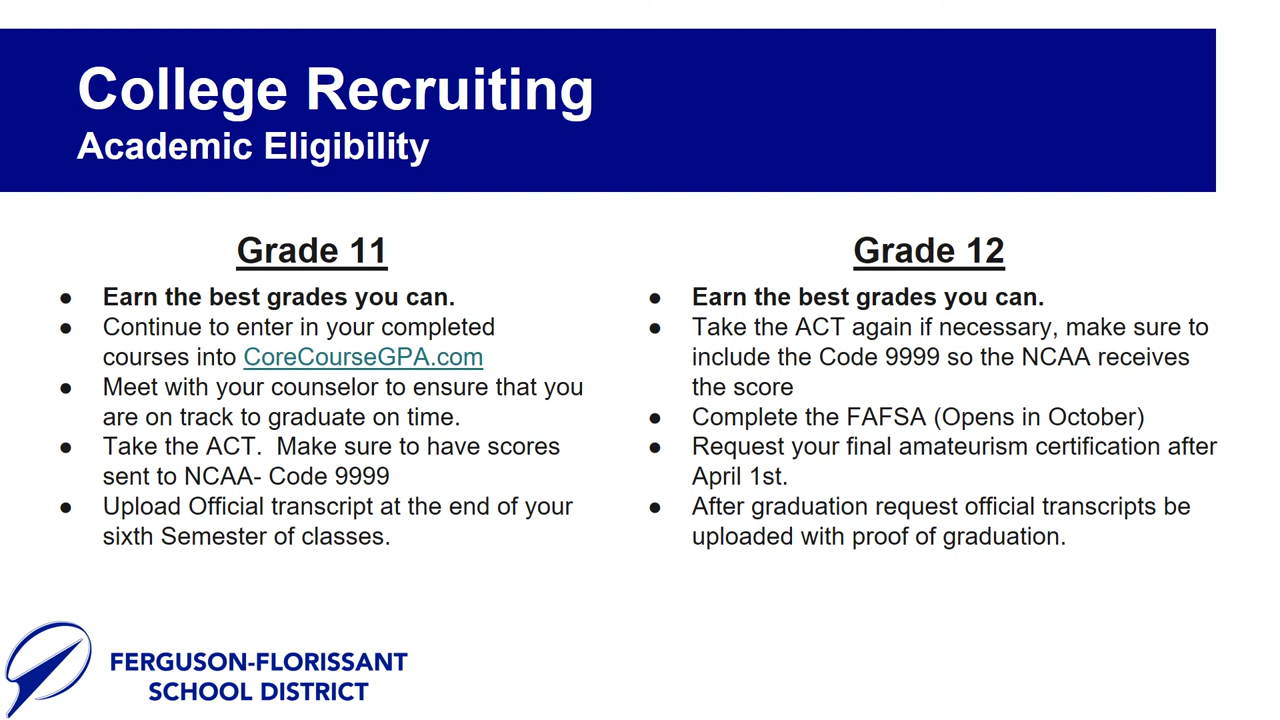 College Recruiting
Academic Eligibility
Grade 11
● Earn the best grades you can.
● Continue to enter in your completed
courses into CoreCourseGPA.com
● Meet with your counselor to ensure that you
are on track to graduate on time.
● Take the ACT.  Make sure to have scores
sent to NCAA- Code 9999
● Upload Official transcript at the end of your
sixth Semester of classes.
Grade 12
● Earn the best grades you can.
● Take the ACT again if necessary, make sure to
include the Code 9999 so the NCAA receives
the score
● Complete the FAFSA (Opens in October)
● Request your final amateurism certification after
April 1st.
● After graduation request official transcripts be
uploaded with proof of graduation.
FERGUSON-FLORISSANT
SCHOOL DISTRICT